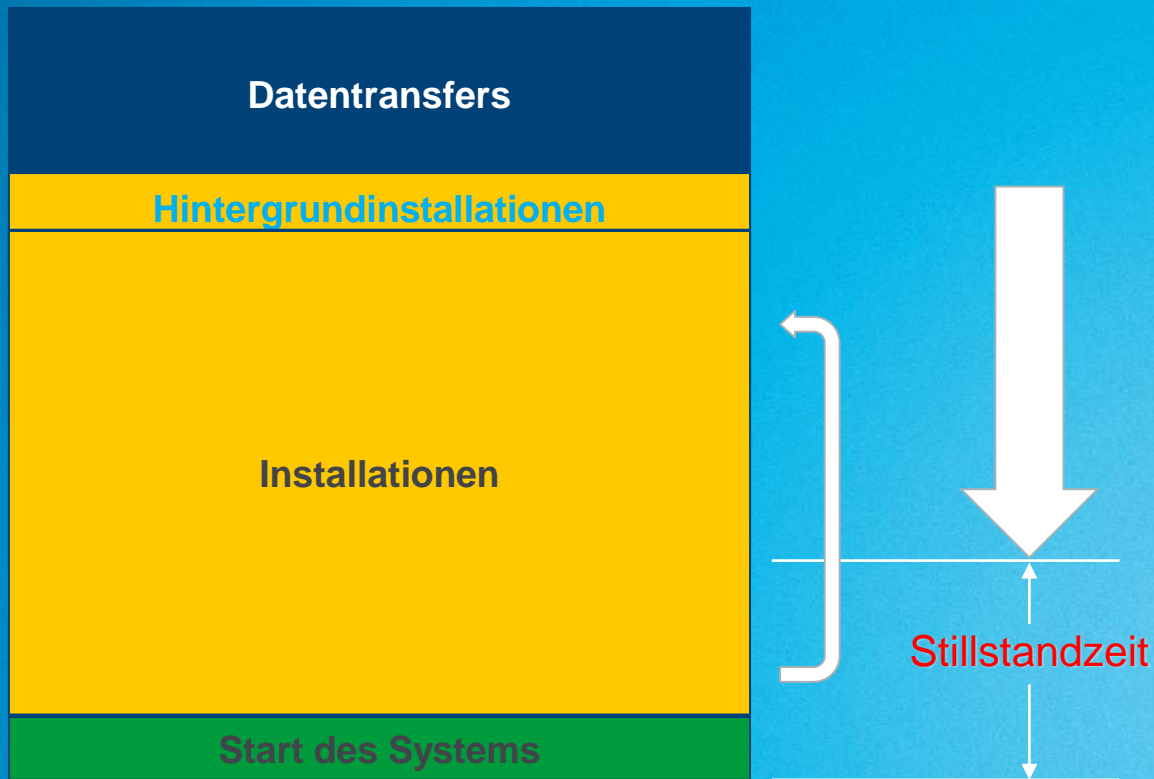 Datentransfers
Hintergrundinstallationen
Installationen
Stillstandzeit
Start des Systems